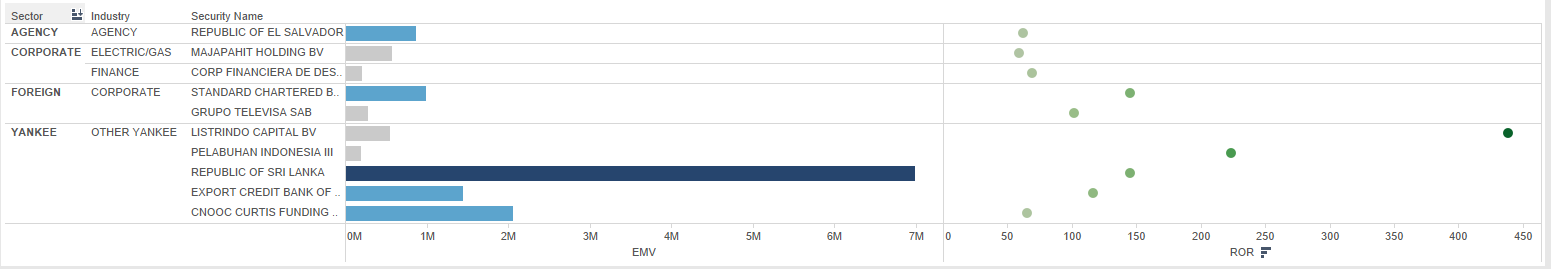 Sector Industry Security Name
AGENCY AGENCY REPUBLIC OF EL SALVADOR
CORPORATE ELECTRIC/GAS MAJAPAHIT HOLDING BV
FINANCE CORP FINANCIERA DE DES..
FOREIGN CORPORATE STANDARD CHARTERED B..
GRUPO TELEVISA SAB
YANKEE OTHER YANKEE LISTRINDO CAPITAL BV
PELABUHAN INDONESIA III
REPUBLIC OF SRI LANKA
EXPORT CREDIT BANK OF ..
CNOOC CURTIS FUNDING ..
0M 1M 2M 3M 4M 5M 6M 7M 0 50 100 150 200 250 300 350 400 450
EMV ROR